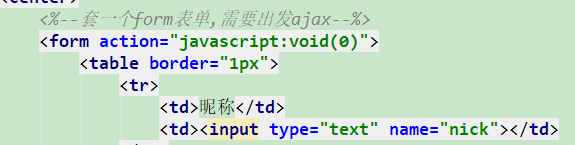 <%--套一个form表单,需要出发ajax--%>
<form action="javascript:void(0)">
<table border="1px">
<tr>
<td>昵称</td>
<td><input type="text" name="nick"></td>